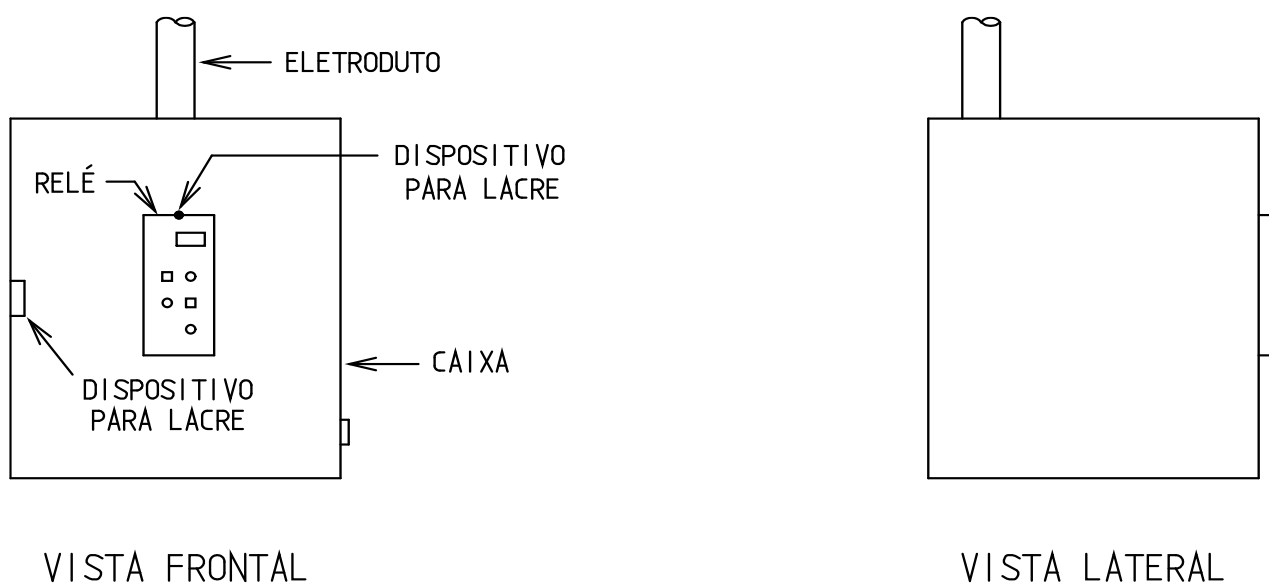 ELETRODUTO
DISPOSITIVO
PARA LACRE
RELÉ
CAIXA
DISPOSITIVO
PARA LACRE
VISTA FRONTAL
VISTA LATERAL